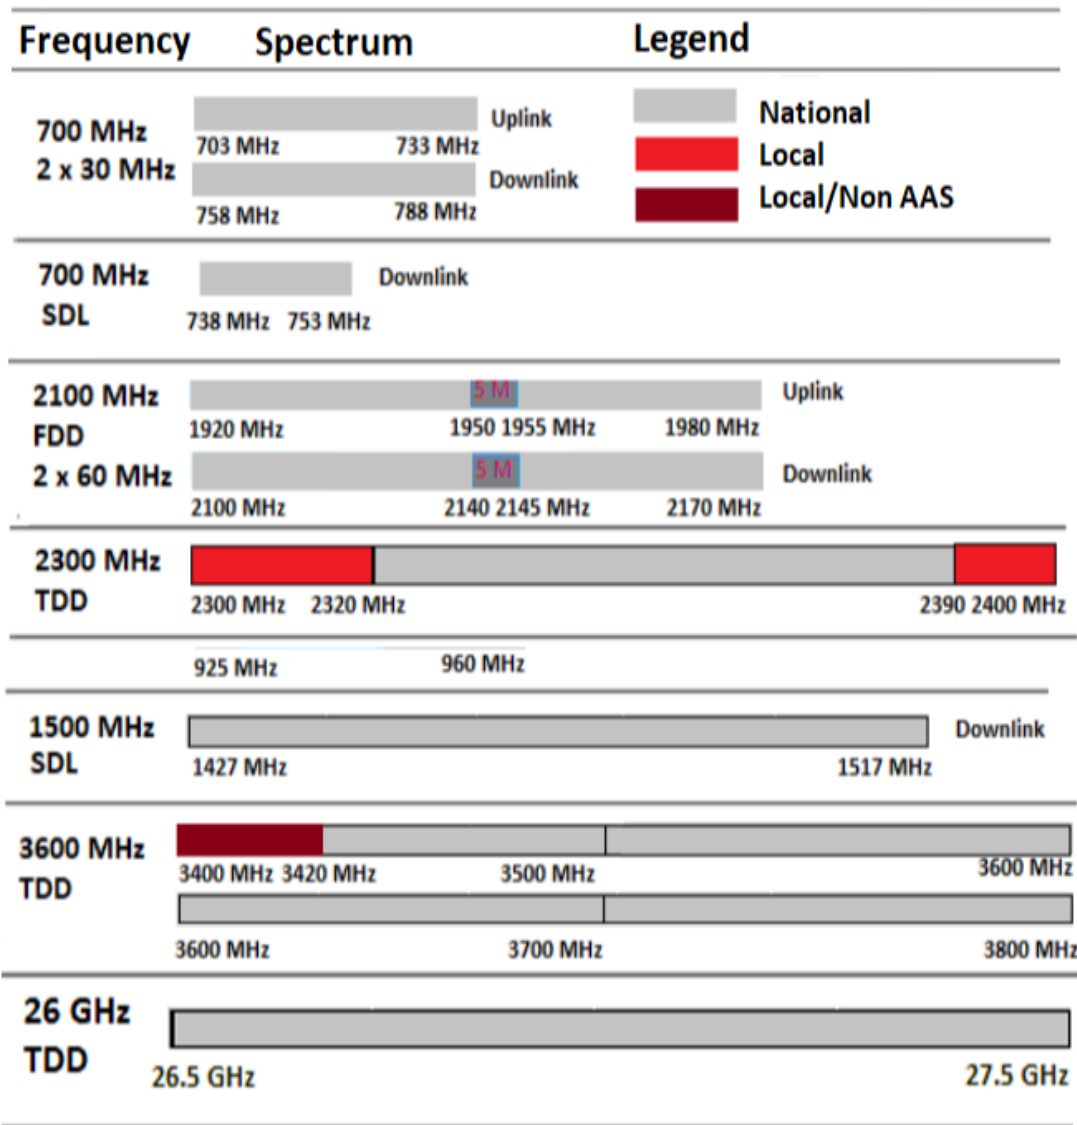 Frequency Spectrum Legend
700 MHz
2 x 30 MHz
703 MHz 733 MHz Uplink
758 MHz 788 MHz Downlink
National
Local
Local/Non AAS
700 MHz
SDL
Downlink
738 MHz 753 MHz
2100 MHz
FDD
2 x 60 MHz
5 M Uplink
1920 MHz 1950 1955 MHz 1980 MHz
5 M Downlink
2100 MHz 2140 2145 MHz 2170 MHz
2300 MHz
TDD
2300 MHz 2320 MHz 2390 2400 MHz
925 MHz 960 MHz
1500 MHz
SDL
Downlink
1427 MHz 1517 MHz
3600 MHz
TDD
3400 MHz 3420 MHz 3500 MHz 3600 MHz
3600 MHz 3700 MHz 3800 MHz
26 GHz
TDD
26.5 GHz 27.5 GHz